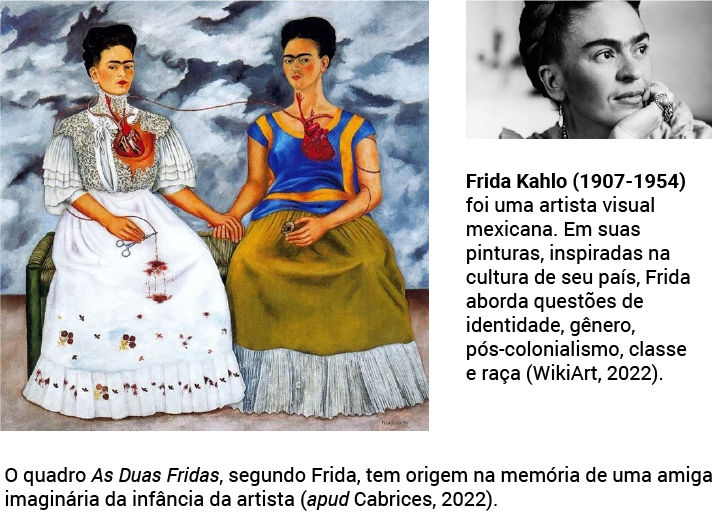 Frida Kahlo (1907-1954)
foi uma artista visual
mexicana. Em suas
pinturas, inspiradas na
cultura de seu país, Frida
aborda questões de
identidade, gênero,
pós-colonialismo, classe
e raça (WikiArt, 2022).
O quadro As Duas Fridas, segundo Frida, tem origem na memória de uma amiga
imaginária da infância da artista (apud Cabrices, 2022).